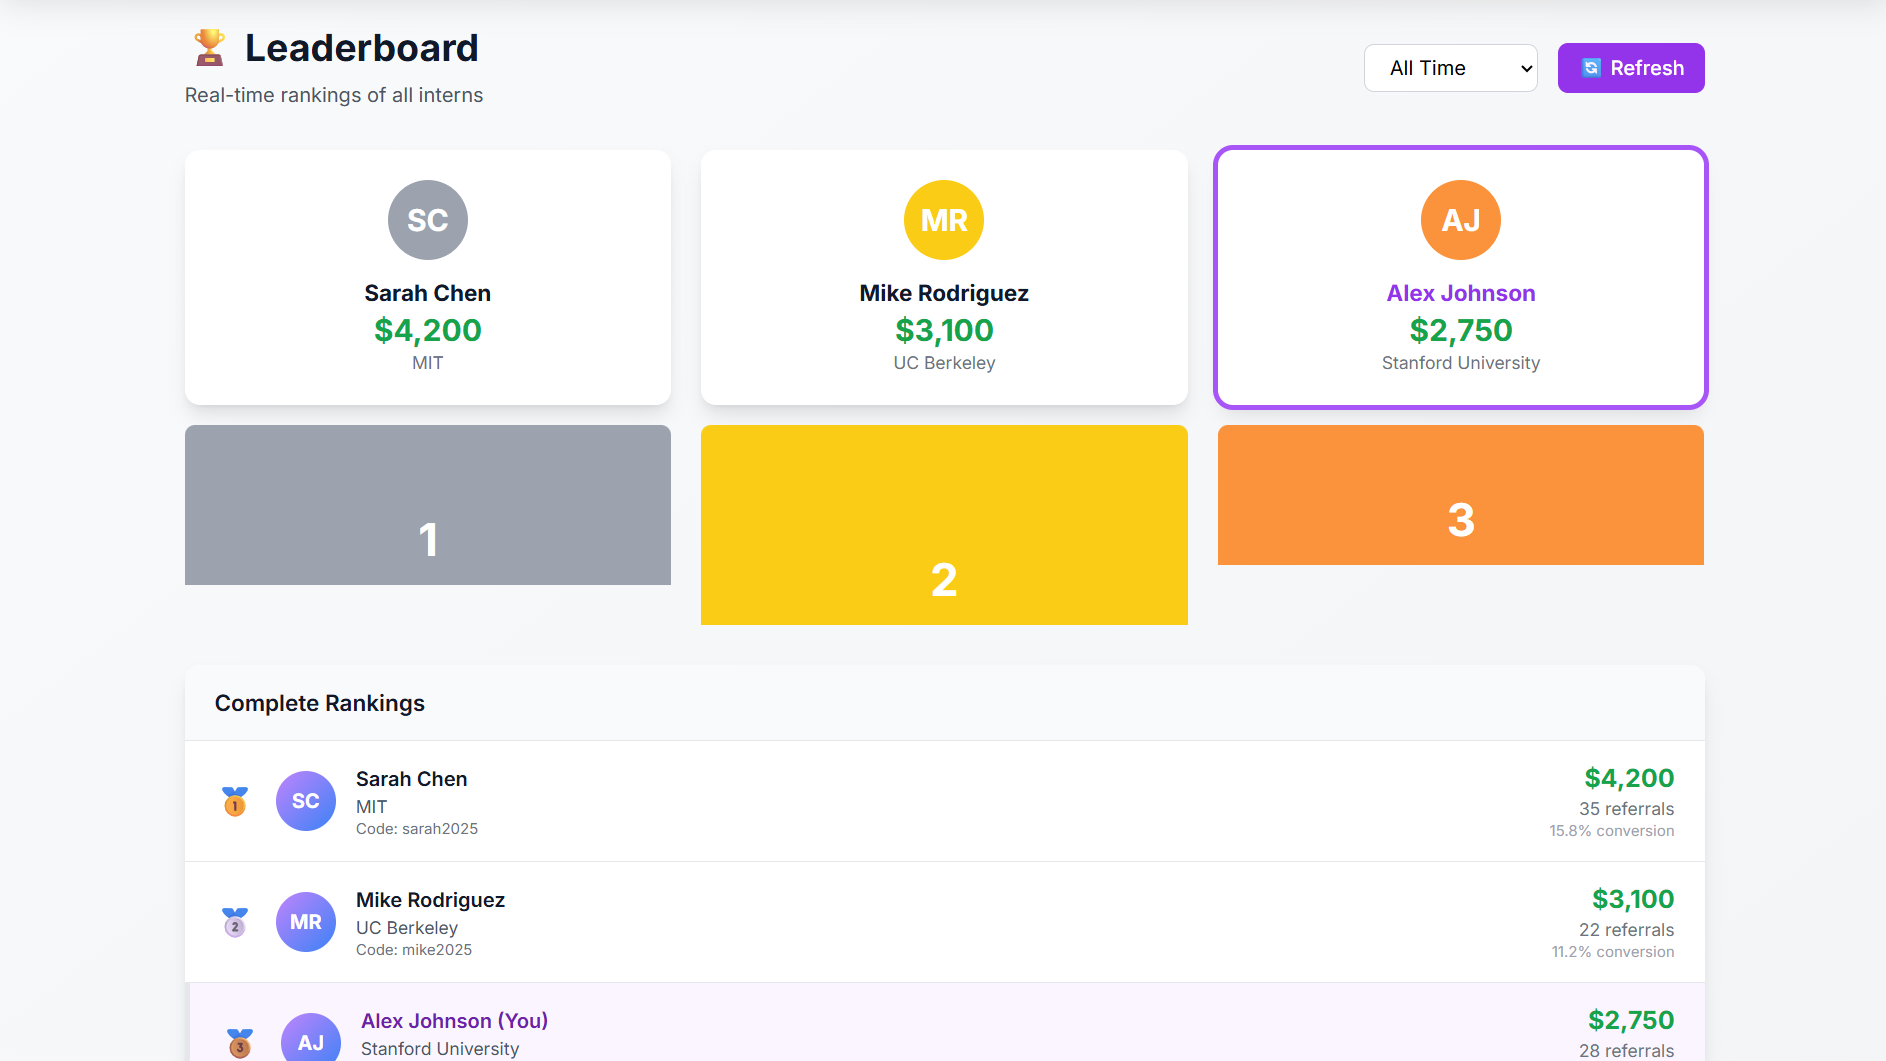 🏆 Leaderboard
Real-time rankings of all interns
All Time
Refresh
SC
Sarah Chen
$4,200
MIT
1
MR
Mike Rodriguez
$3,100
UC Berkeley
2
AJ
Alex Johnson
$2,750
Stanford University
3
Complete Rankings
1
SC
Sarah Chen
MIT
Code: sarah2025
$4,200
35 referrals
15.8% conversion
2
MR
Mike Rodriguez
UC Berkeley
Code: mike2025
$3,100
22 referrals
11.2% conversion
3
AJ
Alex Johnson (You)
Stanford University
$2,750
28 referrals